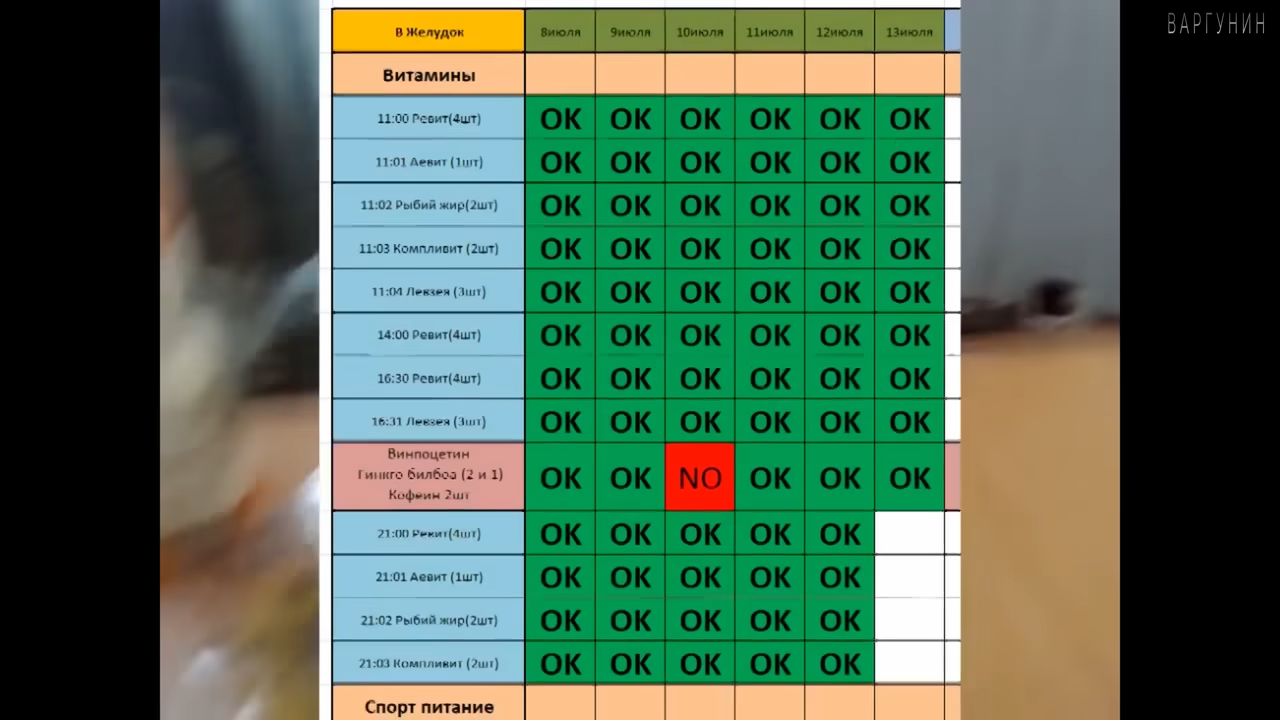 ВАРГУНИН
В Желудок 8июля 9июля 10июля 11июля 12июля 13июля
Витамины
11:00 Ревит(4шт) OK OK OK OK OK OK
11:01 Аевит (1шт) OK OK OK OK OK OK
11:02 Рыбий жир(2шт) OK OK OK OK OK OK
11:03 Компливит (2шт) OK OK OK OK OK OK
11:04 Левзея (3шт) OK OK OK OK OK OK
14:00 Ревит(4шт) OK OK OK OK OK OK
16:30 Ревит(4шт) OK OK OK OK OK OK
16:31 Левзея (3шт) OK OK OK OK OK OK
Винпоцетин
Гинкго билбоа (2 и 1) OK OK NO OK OK OK
Кофеин 2шт
21:00 Ревит(4шт) OK OK OK OK OK
21:01 Аевит (1шт) OK OK OK OK OK
21:02 Рыбий жир(2шт) OK OK OK OK OK
21:03 Компливит (2шт) OK OK OK OK OK
Спорт питание